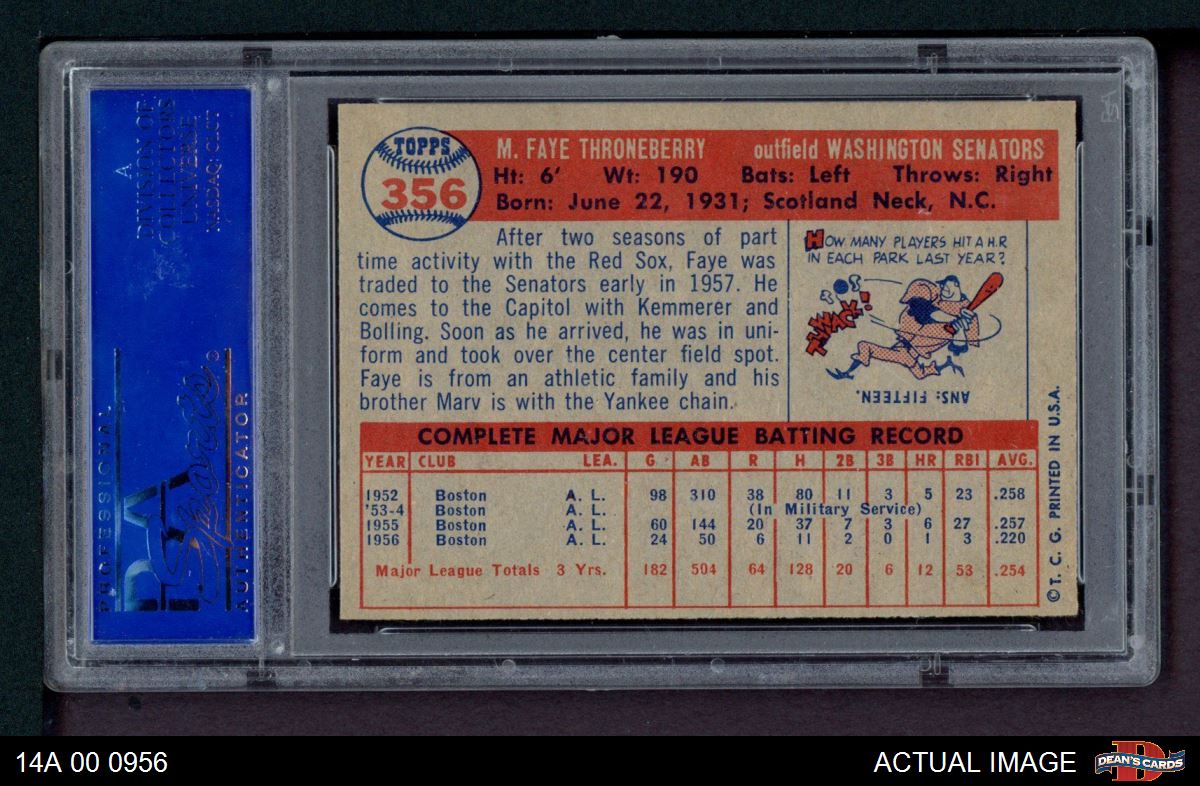 A
DIVISION OF
COLLECTORS
UNIVERSE
NASDAQ: CLCT
PROFESSIONAL
PSA
Sports
AUTHENTICATOR
TOPPS
356
M. FAYE THRONEBERRY outfield WASHINGTON SENATORS
Ht: 6' Wt: 190 Bats: Left Throws: Right
Born: June 22, 1931; Scotland Neck, N.C.
After two seasons of part
time activity with the Red Sox, Faye was
traded to the Senators early in 1957. He
comes to the Capitol with Kemmerer and
Bolling. Soon as he arrived, he was in uni-
form and took over the center field spot.
Faye is from an athletic family and his
brother Marv is with the Yankee chain.
HOW MANY PLAYERS HIT A H.R
IN EACH PARK LAST YEAR?
THWACK!
ANS: FIFTEEN.
COMPLETE MAJOR LEAGUE BATTING RECORD
YEAR CLUB LEA. G AB R H 2B 3B HR RBI AVG.
1952 Boston A. L. 98 310 38 80 11 3 5 23 .258
'53-4 Boston A. L. (In Military Service)
1955 Boston A. L. 60 144 20 37 7 3 6 27 .257
1956 Boston A. L. 24 50 6 11 2 0 1 3 .220
Major League Totals 3 Yrs. 182 504 64 128 20 6 12 53 .254
© T. C. G. PRINTED IN U.S.A.
14A 00 0956
ACTUAL IMAGE
D
DEAN'S CARDS